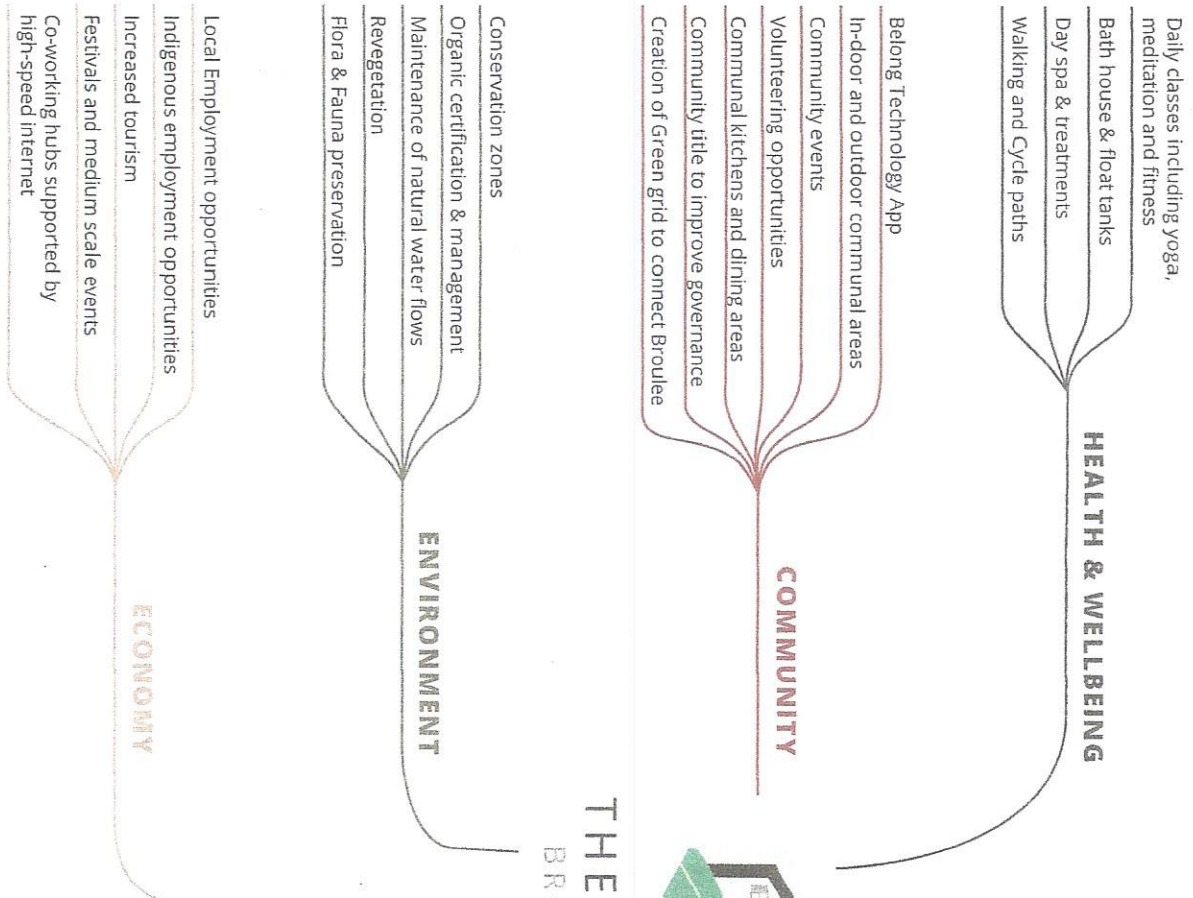 Daily classes including yoga,
meditation and fitness
Bath house & float tanks
Day spa & treatments
Walking and Cycle paths
HEALTH & WELLBEING
Belong Technology App
In-door and outdoor communal areas
Community events
Volunteering opportunities
Communal kitchens and dining areas
Community title to improve governance
Creation of Green grid to connect Broulee
COMMUNITY
THE
BR
Conservation zones
Organic certification & management
Maintenance of natural water flows
Revegetation
Flora & Fauna preservation
ENVIRONMENT
Local Employment opportunities
Indigenous employment opportunities
Increased tourism
Festivals and medium scale events
Co-working hubs supported by
high-speed internet
ECONOMY